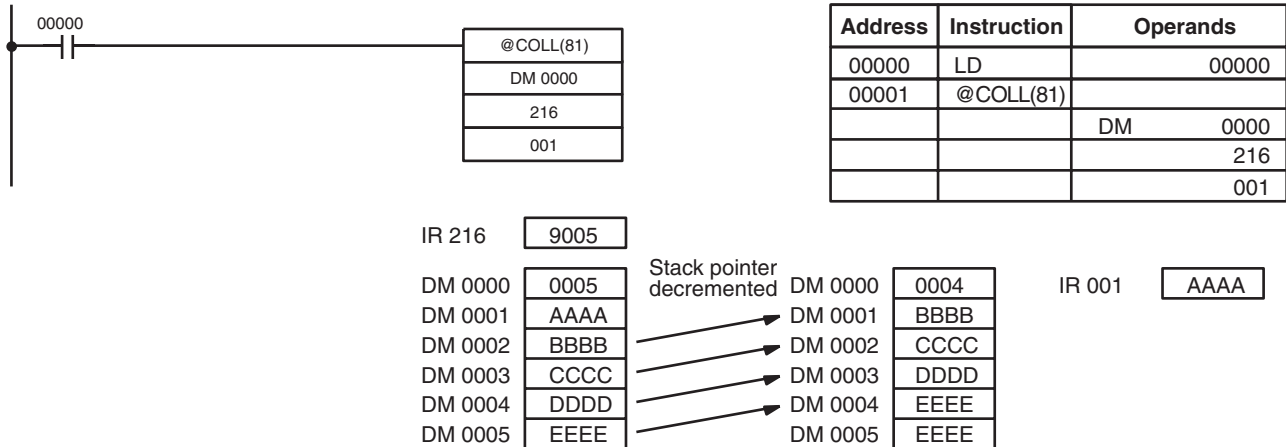 00000
@COLL(81)
DM 0000
216
001
Address Instruction Operands
00000 LD 00000
00001 @COLL(81)
DM 0000
216
001
IR 216 9005
Stack pointer
decremented
DM 0000 0005 DM 0000 0004 IR 001 AAAA
DM 0001 AAAA DM 0001 BBBB
DM 0002 BBBB DM 0002 CCCC
DM 0003 CCCC DM 0003 DDDD
DM 0004 DDDD DM 0004 EEEE
DM 0005 EEEE DM 0005 EEEE